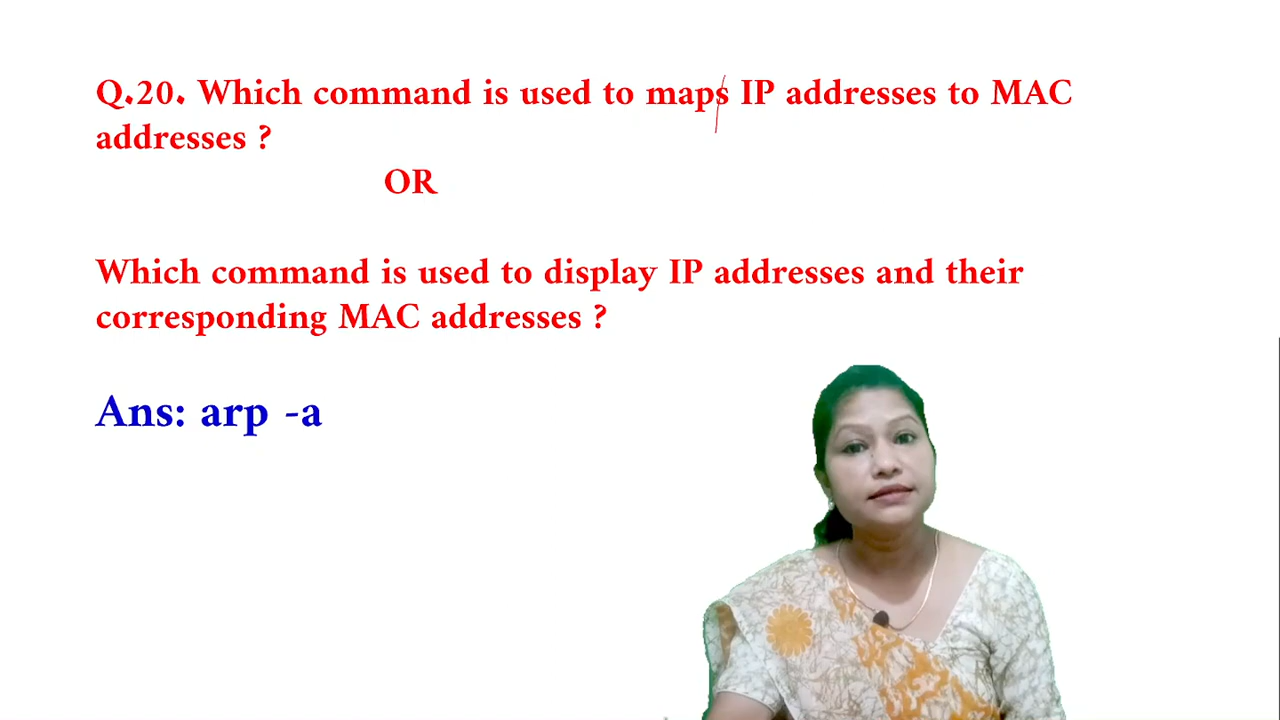 Q.20. Which command is used to maps IP addresses to MAC
addresses ?
OR
Which command is used to display IP addresses and their
corresponding MAC addresses ?
Ans: arp -a